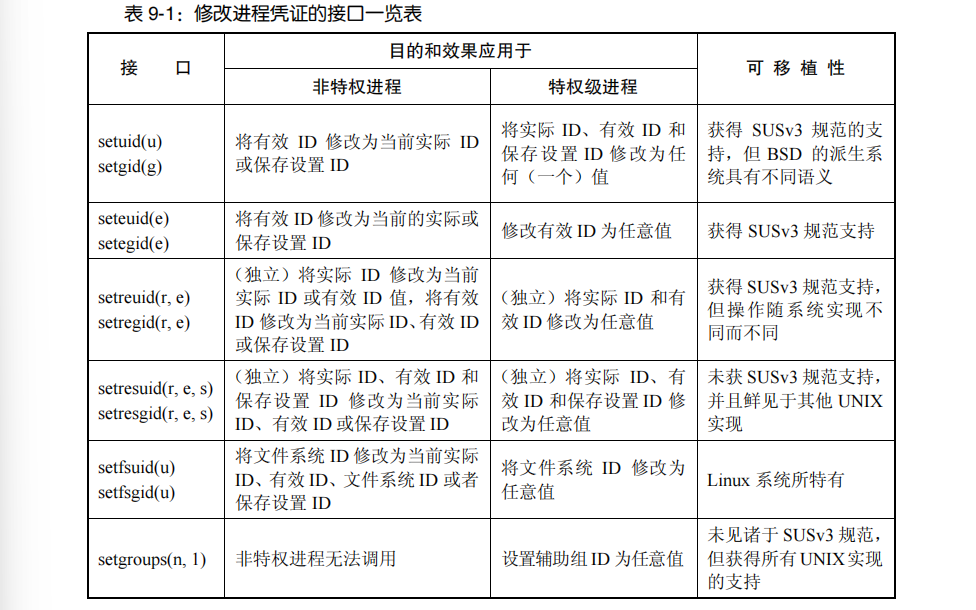 表 9-1：修改进程凭证的接口一览表
接 口
目的和效果应用于
可 移 植 性
非特权进程
特权级进程
setuid(u)
setgid(g)
将有效 ID 修改为当前实际 ID
或保存设置 ID
将实际 ID、有效 ID 和
保存设置 ID 修改为任
何（一个）值
获得 SUSv3 规范的支
持，但 BSD 的派生系
统具有不同语义
seteuid(e)
setegid(e)
将有效 ID 修改为当前的实际或
保存设置 ID
修改有效 ID 为任意值
获得 SUSv3 规范支持
setreuid(r, e)
setregid(r, e)
（独立）将实际 ID 修改为当前
实际 ID 或有效 ID 值，将有效
ID 修改为当前实际 ID、有效 ID
或保存设置 ID
（独立）将实际 ID 和有
效 ID 修改为任意值
获得 SUSv3 规范支持，
但操作随系统实现不
同而不同
setresuid(r, e, s)
setresgid(r, e, s)
（独立）将实际 ID、有效 ID 和
保存设置 ID 修改为当前实际
ID、有效 ID 或保存设置 ID
（独立）将实际 ID、有
效 ID 和保存设置 ID 修
改为任意值
未获 SUSv3 规范支持，
并且鲜见于其他 UNIX
实现
setfsuid(u)
setfsgid(u)
将文件系统 ID 修改为当前实际
ID、有效 ID、文件系统 ID 或者
保存设置 ID
将文件系统 ID 修改为
任意值
Linux 系统所特有
setgroups(n, 1)
非特权进程无法调用
设置辅助组 ID 为任意值
未见诸于 SUSv3 规范，
但获得所有 UNIX 实现
的支持